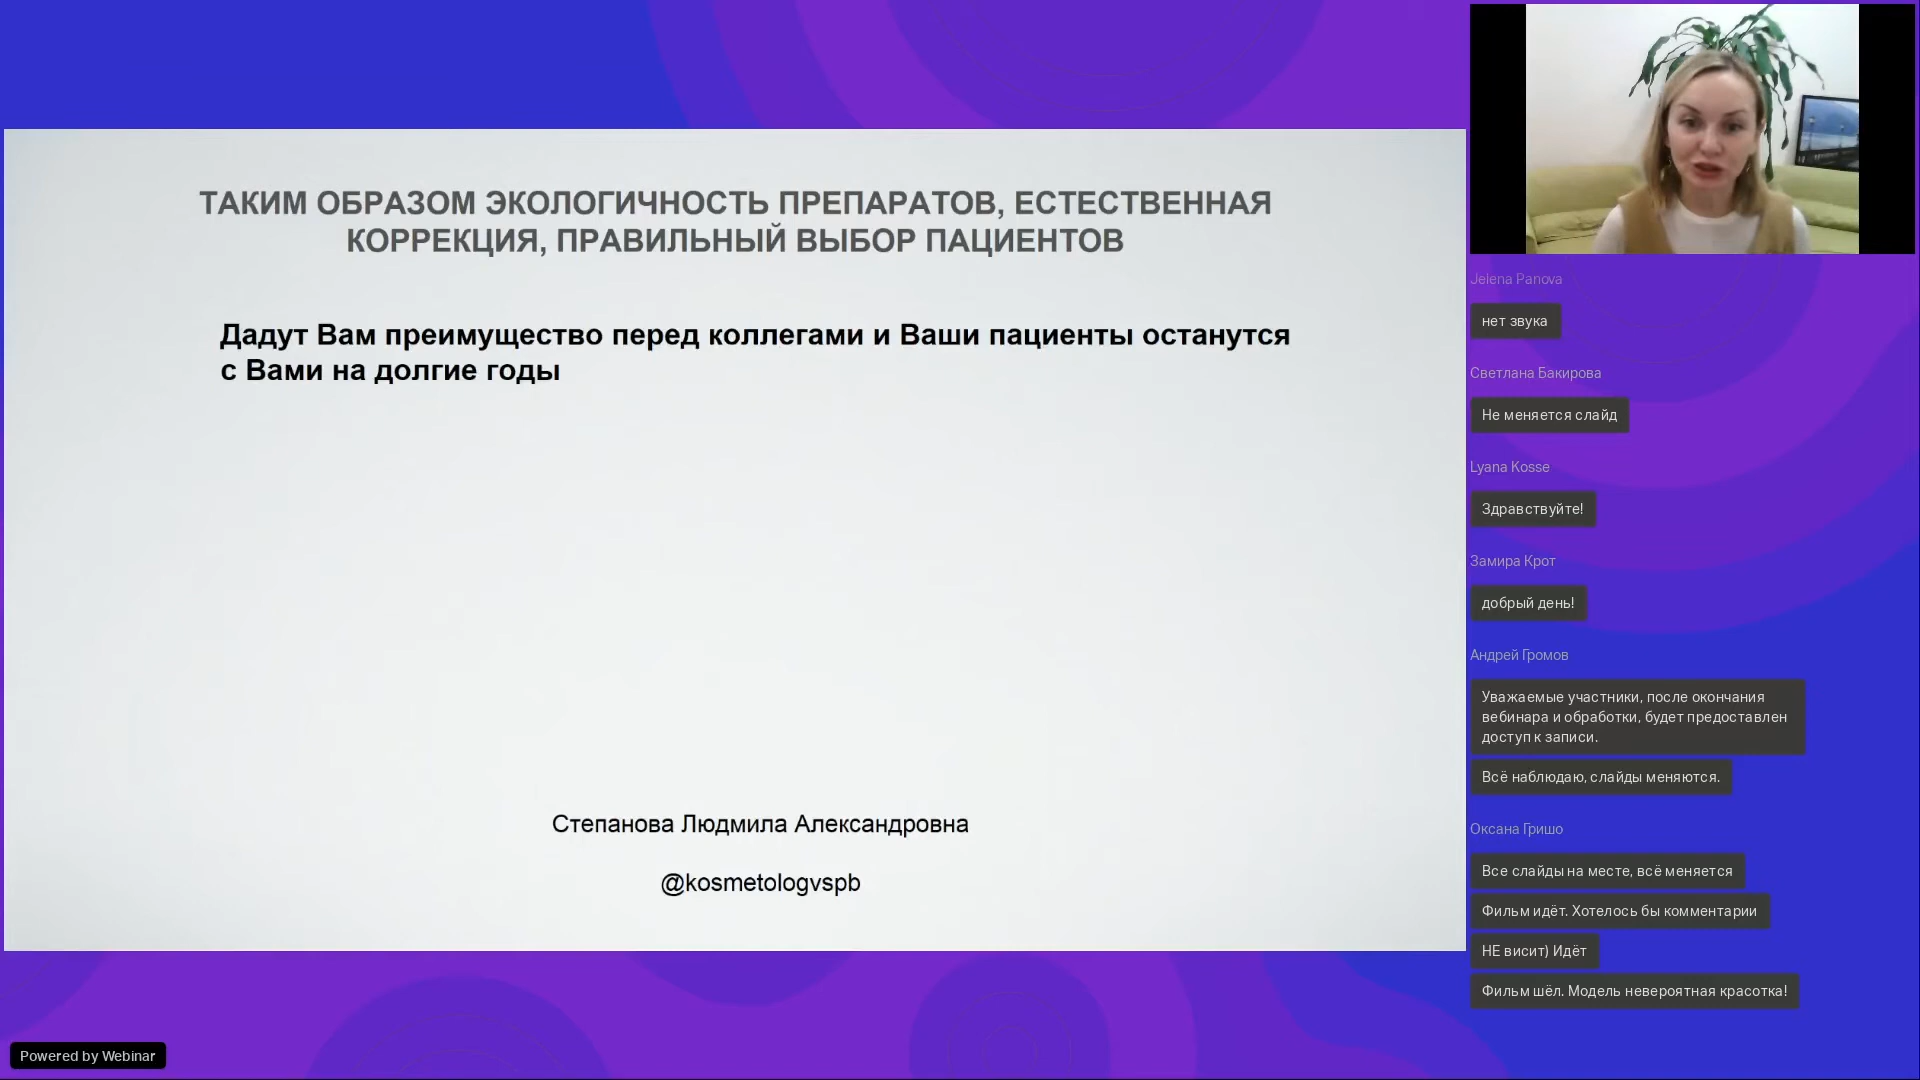 ТАКИМ ОБРАЗОМ ЭКОЛОГИЧНОСТЬ ПРЕПАРАТОВ, ЕСТЕСТВЕННАЯ
КОРРЕКЦИЯ, ПРАВИЛЬНЫЙ ВЫБОР ПАЦИЕНТОВ
Дадут Вам преимущество перед коллегами и Ваши пациенты останутся
с Вами на долгие годы
Степанова Людмила Александровна
@kosmetologvspb
Jelena Panova
нет звука
Светлана Бакирова
Не меняется слайд
Lyana Kosse
Здравствуйте!
Замира Крот
добрый день!
Андрей Громов
Уважаемые участники, после окончания
вебинара и обработки, будет предоставлен
доступ к записи.
Всё наблюдаю, слайды меняются.
Оксана Гришо
Все слайды на месте, всё меняется
Фильм идёт. Хотелось бы комментарии
НЕ висит) Идёт
Фильм шёл. Модель невероятная красотка!
Powered by Webinar